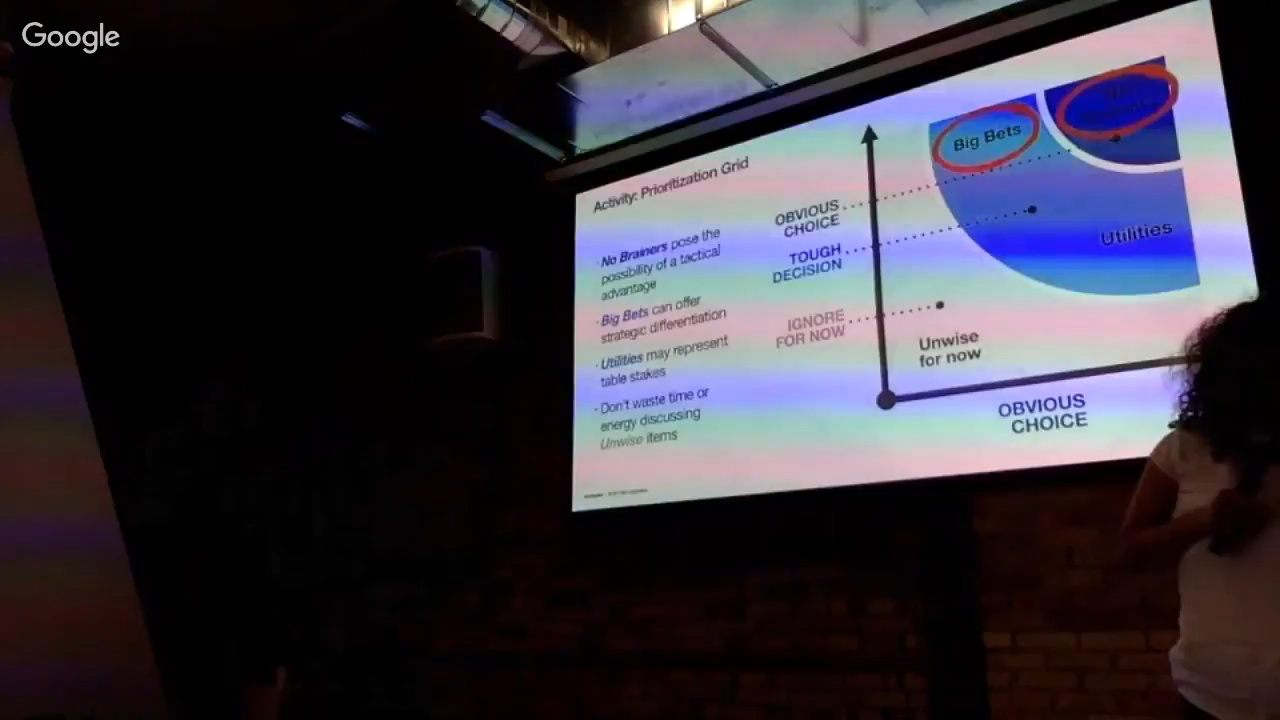 Google
Activity: Prioritization Grid
· No Brainers pose the
possibility of a tactical
advantage
· Big Bets can offer
strategic differentiation
· Utilities may represent
table stakes
· Don't waste time or
energy discussing
Unwise items
OBVIOUS
CHOICE
TOUGH
DECISION
IGNORE
FOR NOW
Big Bets
Utilities
Unwise
for now
OBVIOUS
CHOICE